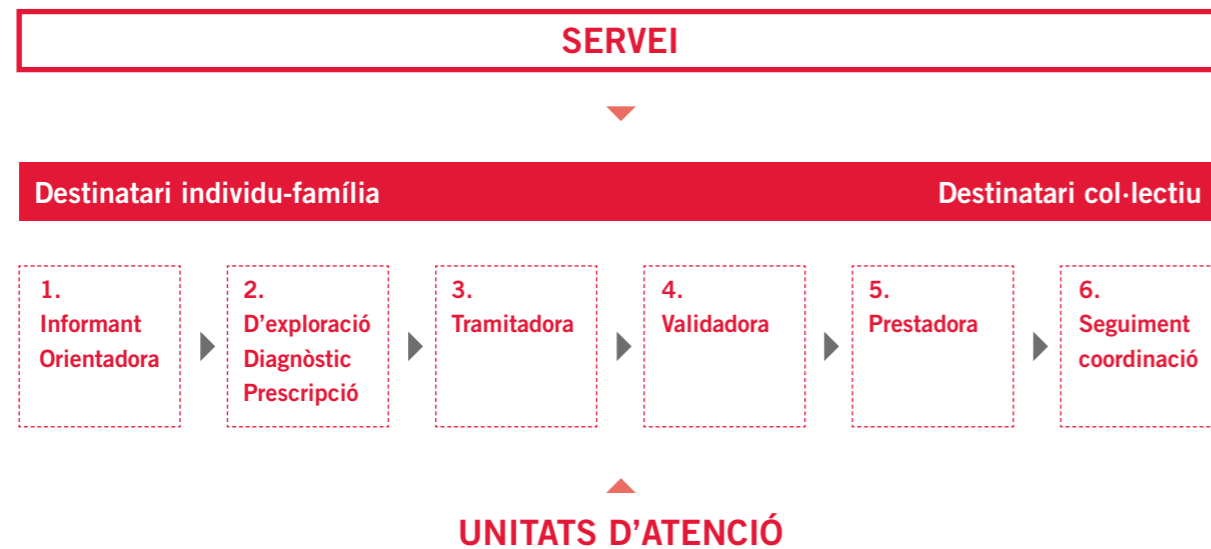 SERVEI
Destinatari individu-família
Destinatari col·lectiu
1.
Informant
Orientadora
2.
D’exploració
Diagnòstic
Prescripció
3.
Tramitadora
4.
Validadora
5.
Prestadora
6.
Seguiment
coordinació
UNITATS D’ATENCIÓ